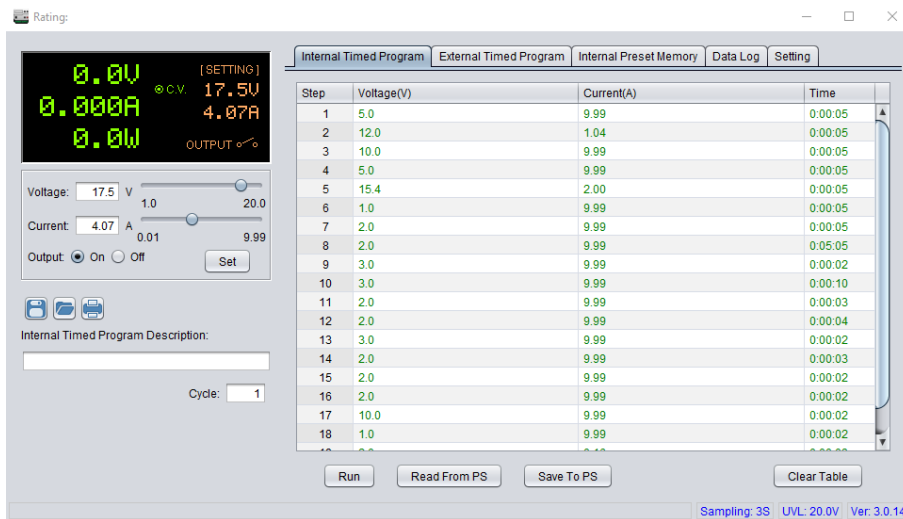 Rating:
0.0V
[SETTING]
C.V. 17.5V
0.000A
4.07A
0.0W
OUTPUT
Voltage: 17.5 V
1.0 20.0
Current: 4.07 A
0.01 9.99
Output: On Off Set
Internal Timed Program Description:
Cycle: 1
Internal Timed Program External Timed Program Internal Preset Memory Data Log Setting
Step Voltage(V) Current(A) Time
1 5.0 9.99 0:00:05
2 12.0 1.04 0:00:05
3 10.0 9.99 0:00:05
4 5.0 9.99 0:00:05
5 15.4 2.00 0:00:05
6 1.0 9.99 0:00:05
7 2.0 9.99 0:00:05
8 2.0 9.99 0:05:05
9 3.0 9.99 0:00:02
10 3.0 9.99 0:00:10
11 2.0 9.99 0:00:03
12 2.0 9.99 0:00:04
13 3.0 9.99 0:00:02
14 2.0 9.99 0:00:03
15 2.0 9.99 0:00:02
16 2.0 9.99 0:00:02
17 10.0 9.99 0:00:02
18 1.0 9.99 0:00:02
Run Read From PS Save To PS Clear Table
Sampling: 3S UVL: 20.0V Ver: 3.0.14